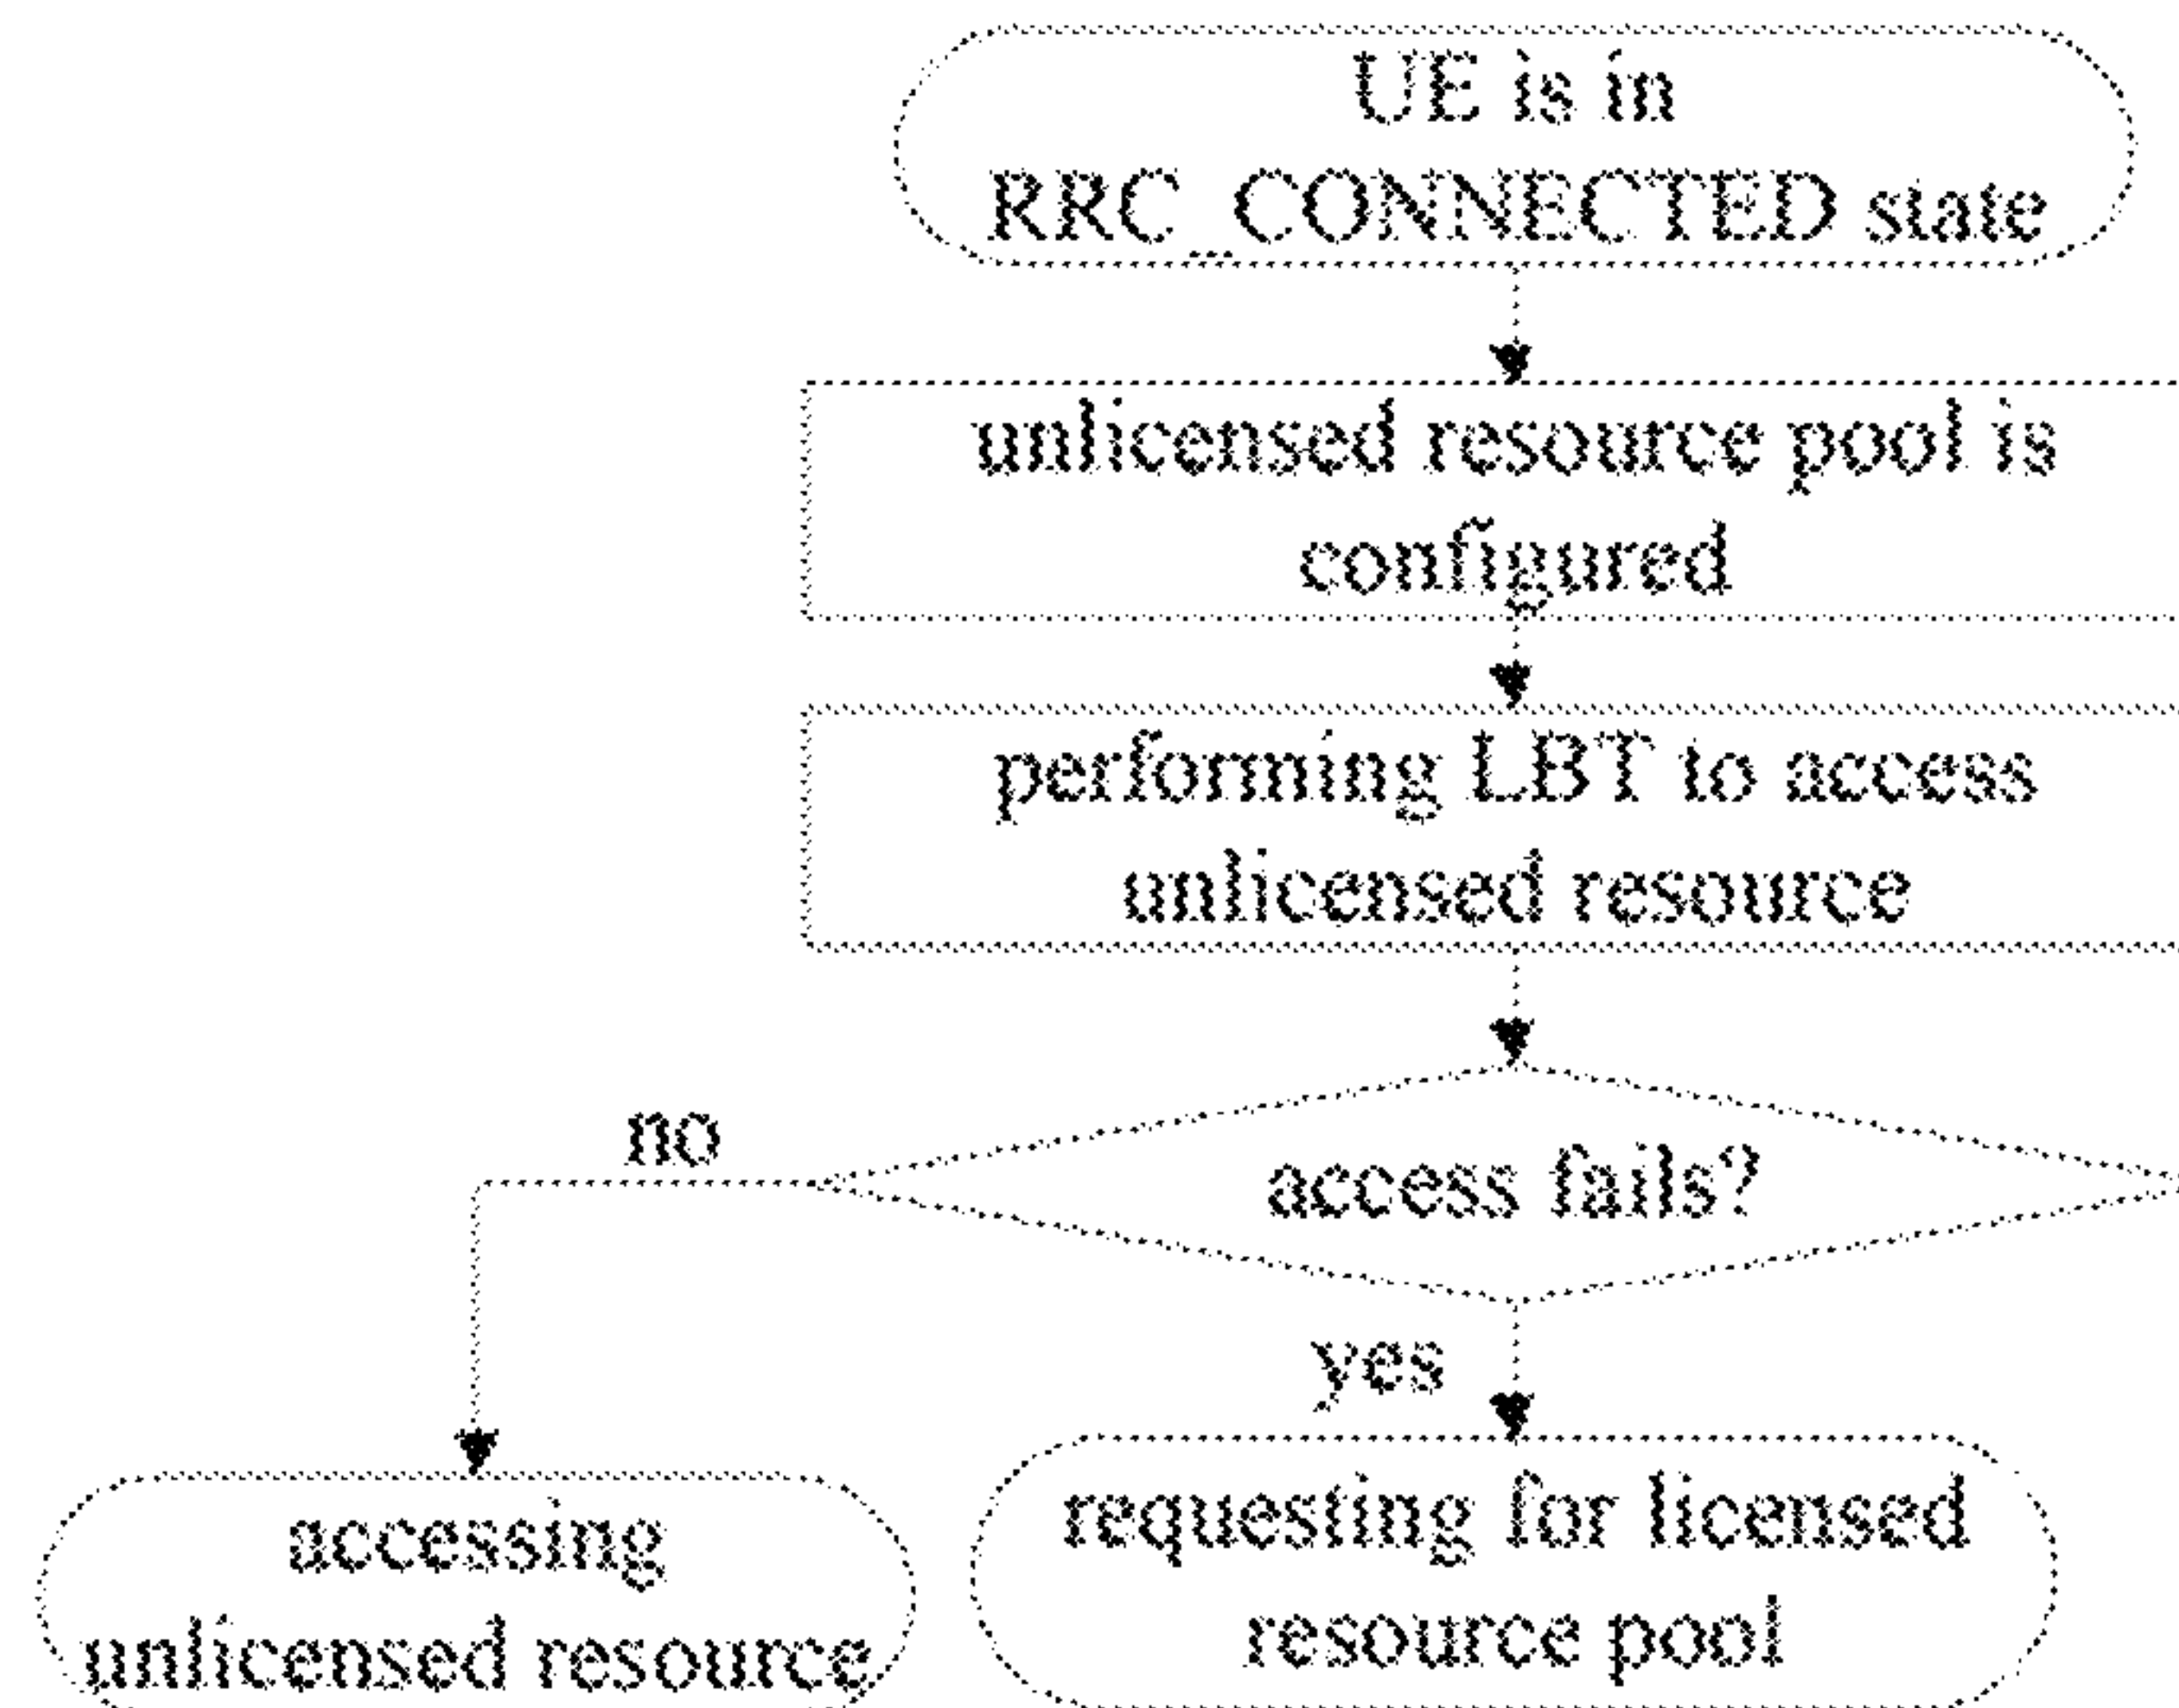 UE is in
RRC_CONNECTED state
unlicensed resource pool is
configured
performing LBT to access
unlicensed resource
no
access fails?
yes
accessing
unlicensed resource
requesting for licensed
resource pool